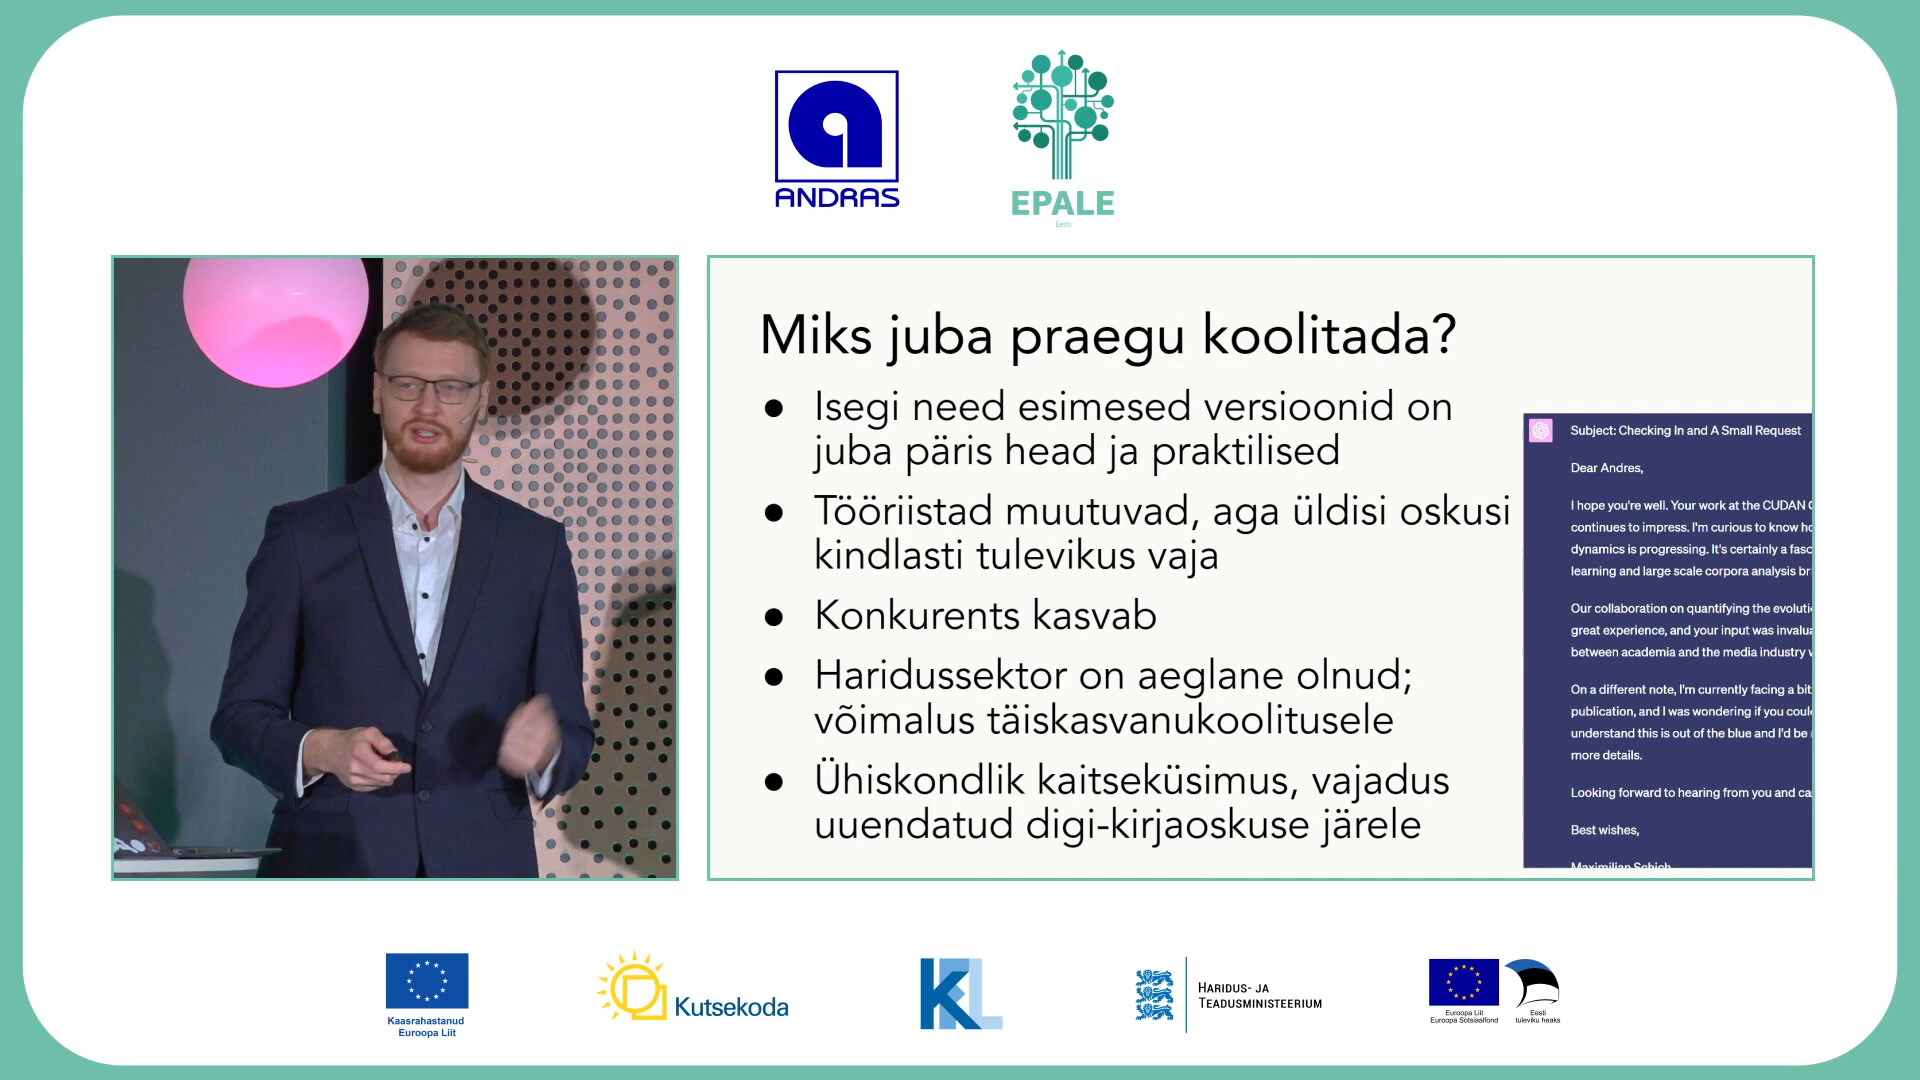 ANDRAS
EPALE
Eesti
Miks juba praegu koolitada?
● Isegi need esimesed versioonid on
juba päris head ja praktilised
● Tööriistad muutuvad, aga üldisi oskusi
kindlasti tulevikus vaja
● Konkurents kasvab
● Haridussektor on aeglane olnud;
võimalus täiskasvanukoolitusele
● Ühiskondlik kaitseküsimus, vajadus
uuendatud digi-kirjaoskuse järele
Subject: Checking In and A Small Request
Dear Andres,
I hope you're well. Your work at the CUDAN
continues to impress. I'm curious to know
dynamics is progressing. It's certainly a
learning and large scale corpora analysis
Our collaboration on quantifying the
great experience, and your input was
between academia and the media industry
On a different note, I'm currently facing a bit
publication, and I was wondering if you
understand this is out of the blue and I'd be
more details.
Looking forward to hearing from you and
Best wishes,
Maximilian Schich
Kaasrahastanud
Euroopa Liit
Kutsekoda
KEL
HARIDUS- JA
TEADUSMINISTEERIUM
Euroopa Liit
Euroopa Sotsiaalfond
Eesti
tuleviku heaks